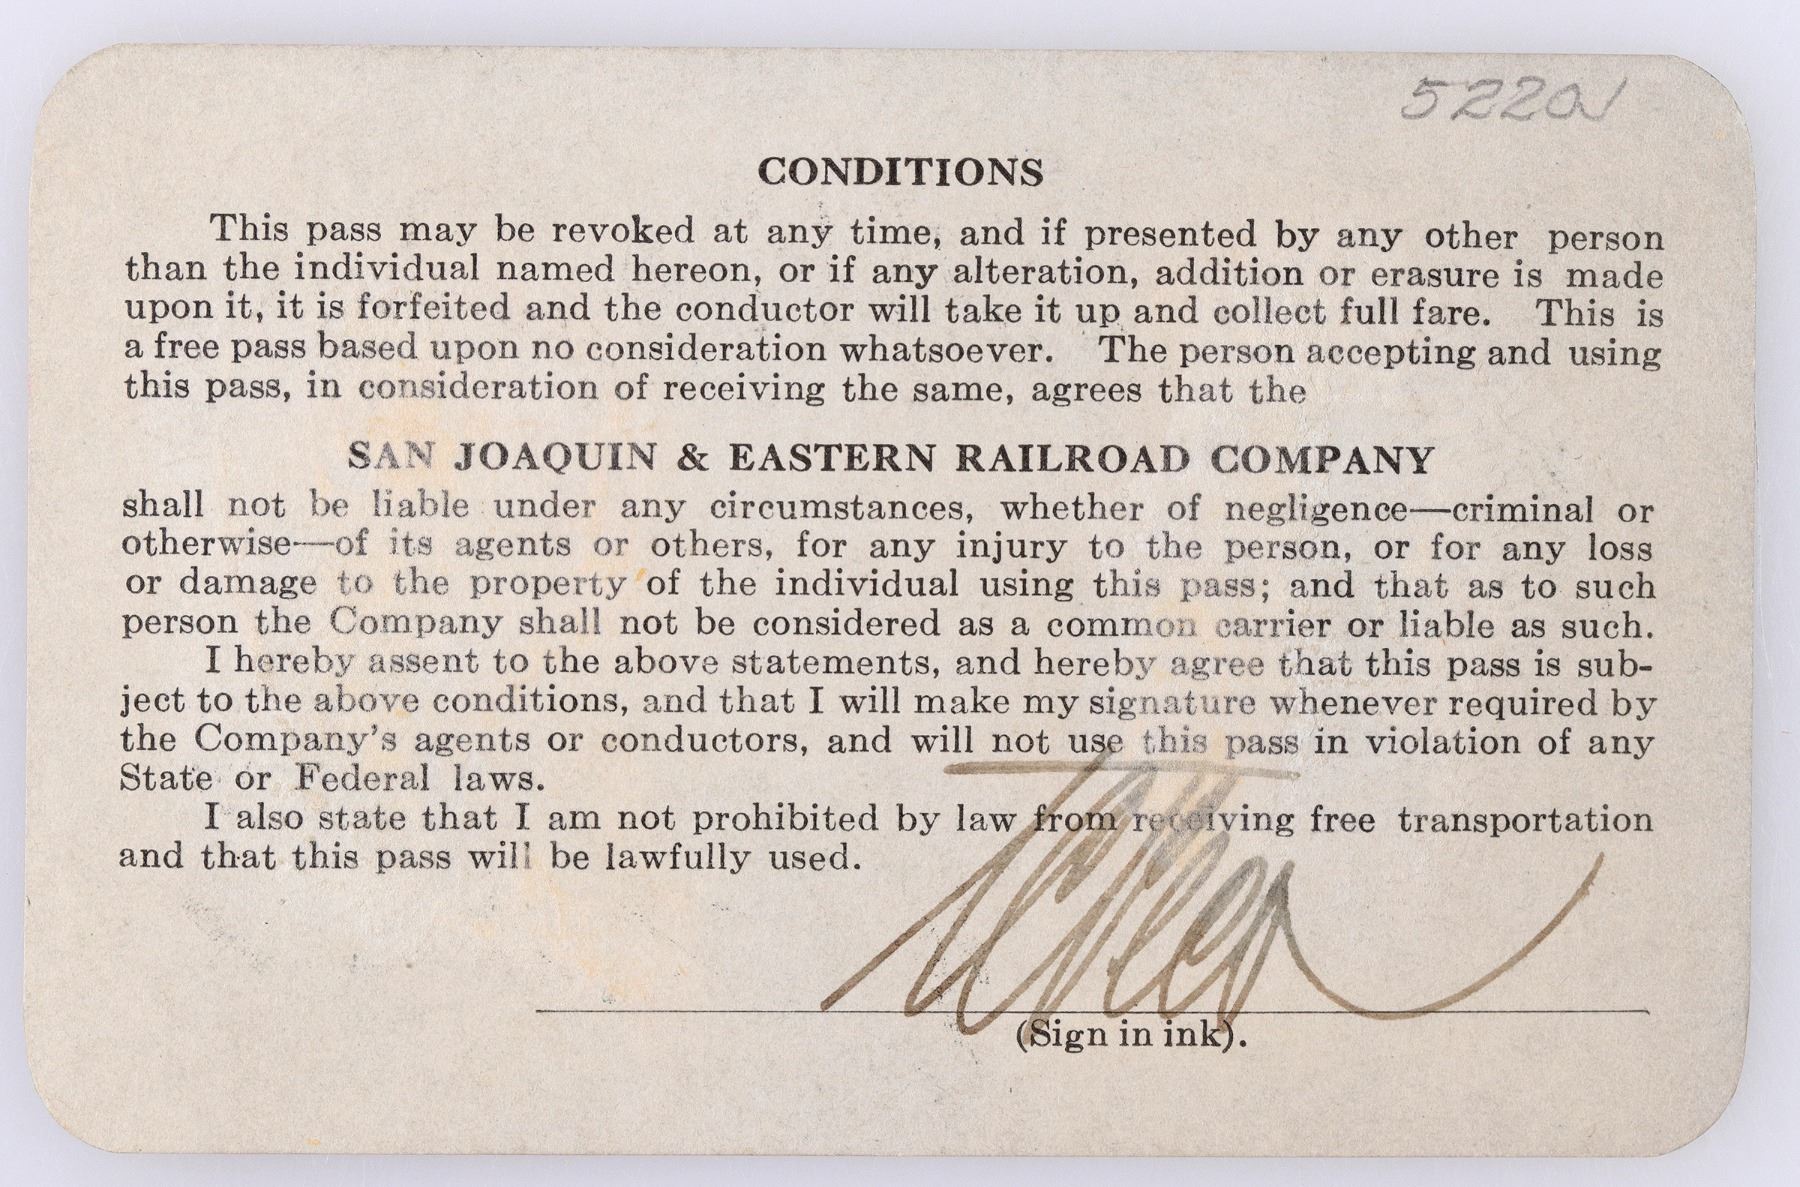 5220
CONDITIONS
This pass may be revoked at any time, and if presented by any other person
than the individual named hereon, or if any alteration, addition or erasure is made
upon it, it is forfeited and the conductor will take it up and collect full fare. This is
a free pass based upon no consideration whatsoever. The person accepting and using
this pass, in consideration of receiving the same, agrees that the
SAN JOAQUIN & EASTERN RAILROAD COMPANY
shall not be liable under any circumstances, whether of negligence—criminal or
otherwise—of its agents or others, for any injury to the person, or for any loss
or damage to the property of the individual using this pass; and that as to such
person the Company shall not be considered as a common carrier or liable as such.
I hereby assent to the above statements, and hereby agree that this pass is sub-
ject to the above conditions, and that I will make my signature whenever required by
the Company's agents or conductors, and will not use this pass in violation of any
State or Federal laws.
I also state that I am not prohibited by law from receiving free transportation
and that this pass will be lawfully used.
(Sign in ink).